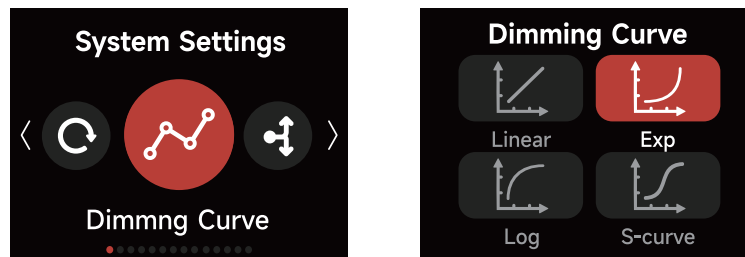 System Settings
Dimmng Curve
Dimming Curve
Linear
Exp
Log
S-curve